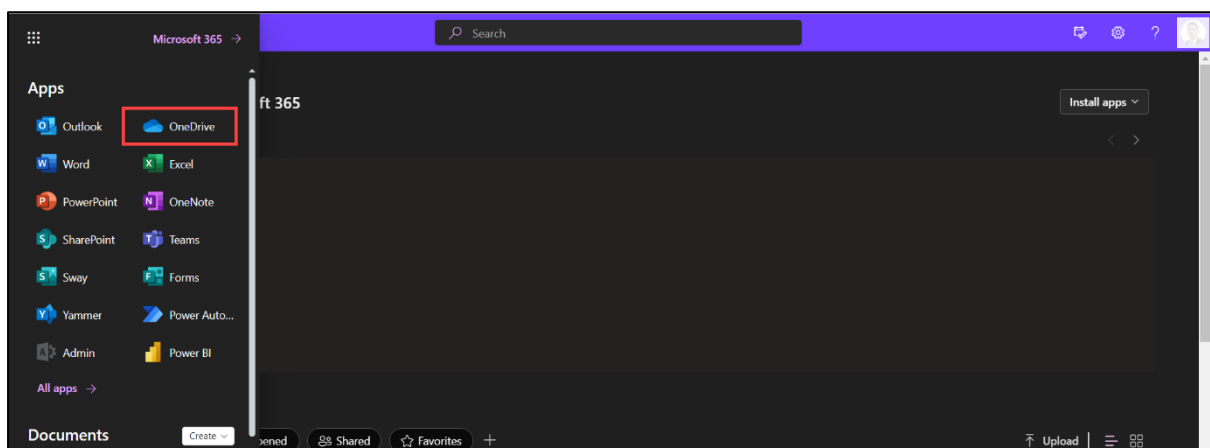 Microsoft 365 →
Search
?
Apps
ft 365
Install apps
Outlook
OneDrive
Word
Excel
PowerPoint
OneNote
SharePoint
Teams
Sway
Forms
Yammer
Power Auto...
Admin
Power BI
All apps →
Documents
Create
pened
Shared
Favorites
+
Upload